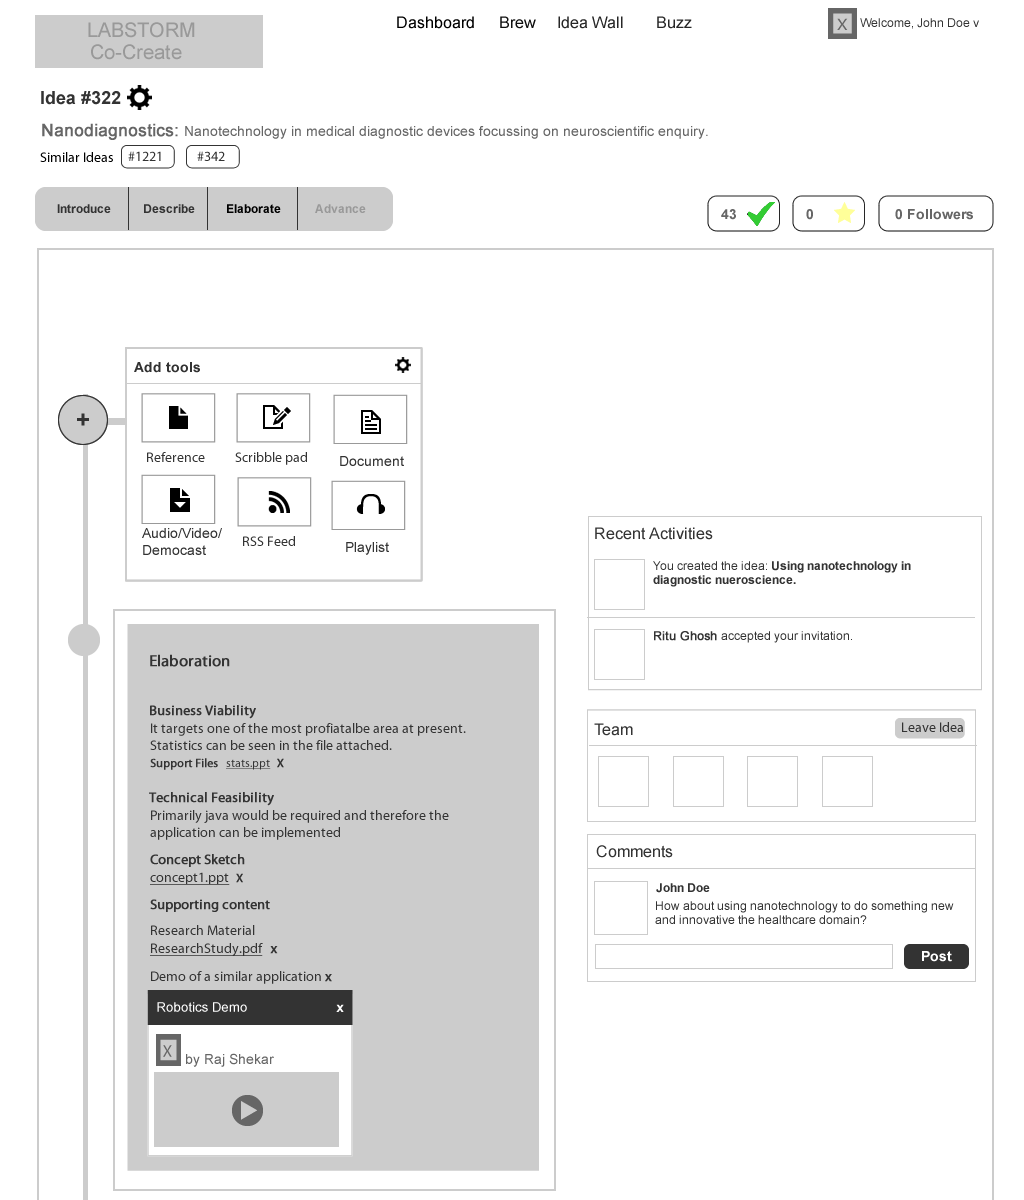 LABSTORM
Co-Create
Dashboard Brew Idea Wall Buzz
X Welcome, John Doe v
Idea #322
Nanodiagnostics: Nanotechnology in medical diagnostic devices focussing on neuroscientific enquiry.
Similar Ideas #1221 #342
Introduce Describe Elaborate Advance
43 0 0 Followers
Add tools
+
Reference Scribble pad Document
Audio/Video/
Democast
RSS Feed Playlist
Elaboration
Business Viability
It targets one of the most profiatalbe area at present.
Statistics can be seen in the file attached.
Support Files stats.ppt X
Technical Feasibility
Primarily java would be required and therefore the
application can be implemented
Concept Sketch
concept1.ppt X
Supporting content
Research Material
ResearchStudy.pdf x
Demo of a similar application x
Robotics Demo x
X by Raj Shekar
Recent Activities
You created the idea: Using nanotechnology in
diagnostic nueroscience.
Ritu Ghosh accepted your invitation.
Team Leave Idea
Comments
John Doe
How about using nanotechnology to do something new
and innovative the healthcare domain?
Post